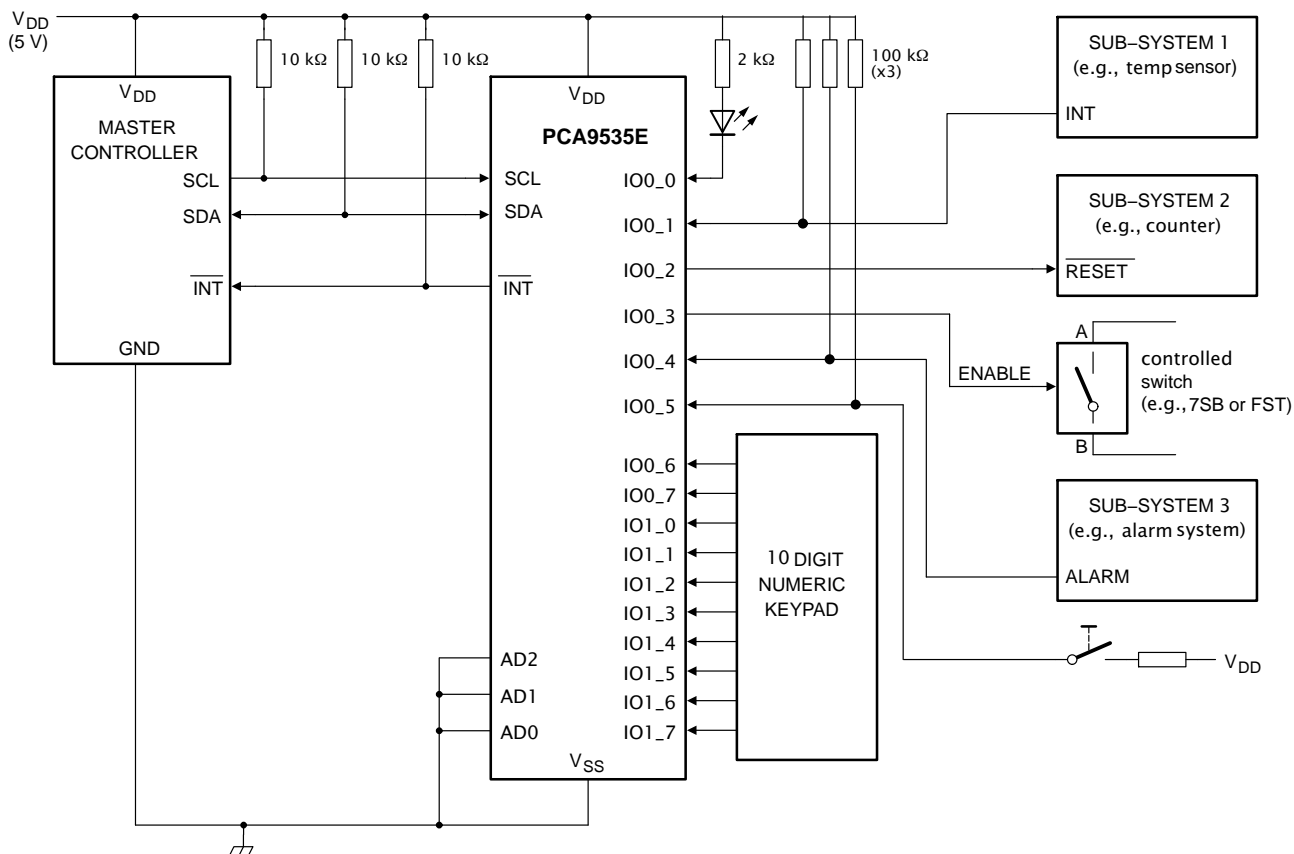 VDD
(5 V)
10 kΩ
10 kΩ
10 kΩ
2 kΩ
100 kΩ
(x3)
VDD
MASTER
CONTROLLER
SCL
SDA
INT
GND
VDD
PCA9535E
SCL
SDA
INT
AD2
AD1
AD0
VSS
IO0_0
IO0_1
IO0_2
IO0_3
IO0_4
IO0_5
IO0_6
IO0_7
IO1_0
IO1_1
IO1_2
IO1_3
IO1_4
IO1_5
IO1_6
IO1_7
10 DIGIT
NUMERIC
KEYPAD
SUB–SYSTEM 1
(e.g., temp sensor)
INT
SUB–SYSTEM 2
(e.g., counter)
RESET
A
ENABLE
B
controlled
switch
(e.g., 7SB or FST)
SUB–SYSTEM 3
(e.g., alarm system)
ALARM
VDD